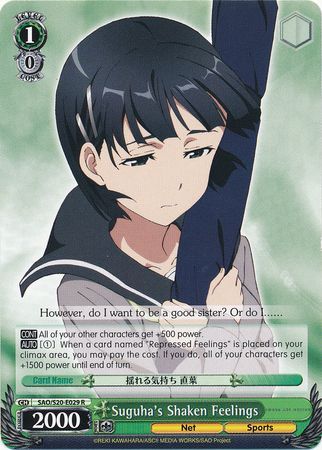 LEVEL
1
0
COST
However, do I want to be a good sister? Or do I......
CONT All of your other characters get +500 power.
AUTO [①] When a card named "Repressed Feelings" is placed on your
climax area, you may pay the cost. If you do, all of your characters get
+1500 power until end of turn.
Card Name 揺れる気持ち 直葉
CH SAO/S20-E029 R
2000
Suguha's Shaken Feelings
Net Sports
©REKI KAWAHARA/ASCII MEDIA WORKS/SAO Project